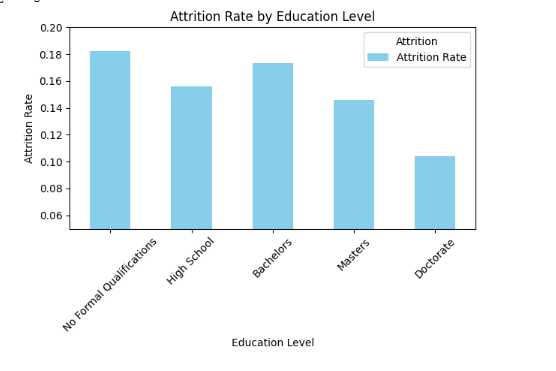 Attrition Rate by Education Level
Attrition
Attrition Rate
Attrition Rate
0.20
0.18
0.16
0.14
0.12
0.10
0.08
0.06
No Formal Qualifications
High School
Bachelors
Masters
Doctorate
Education Level